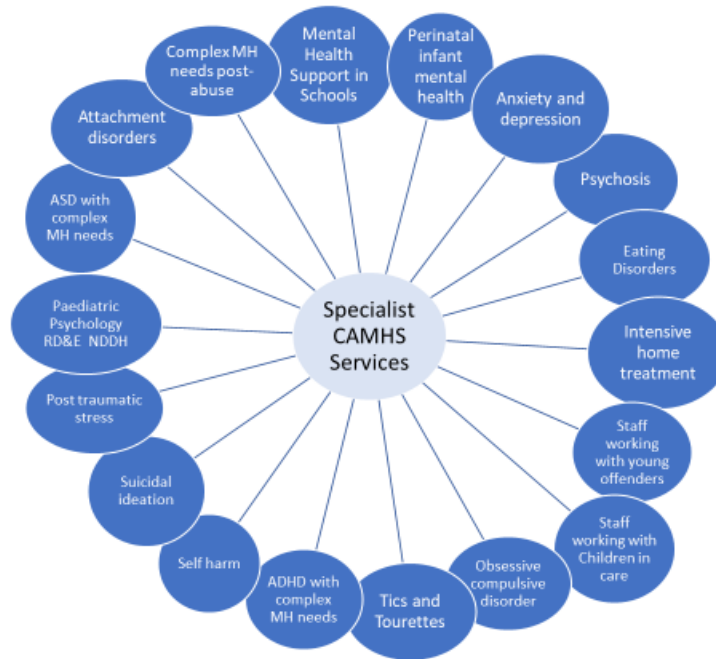 Specialist
CAMHS
Services
Mental
Health
Support in
Schools
Perinatal
infant
mental
health
Anxiety and
depression
Psychosis
Eating
Disorders
Intensive
home
treatment
Staff
working
with young
offenders
Staff
working with
Children in
care
Obsessive
compulsive
disorder
Tics and
Tourettes
ADHD with
complex
MH needs
Self harm
Suicidal
ideation
Post traumatic
stress
Paediatric
Psychology
RD&E NDDH
ASD with
complex
MH needs
Attachment
disorders
Complex MH
needs post-
abuse